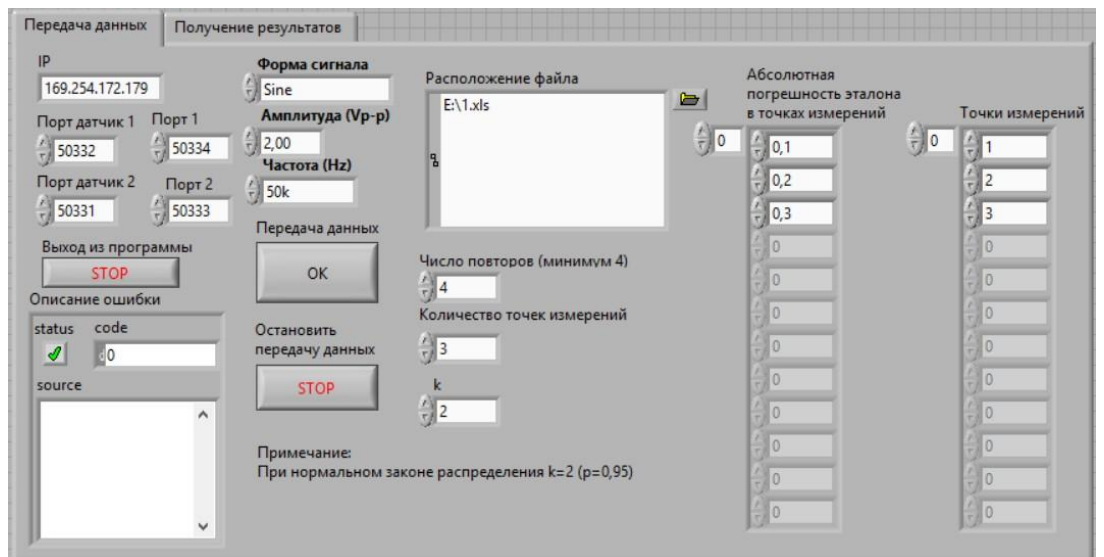 Передача данных
Получение результатов
IP
169.254.172.179
Порт датчик 1
Порт 1
50332
50334
Порт датчик 2
Порт 2
50331
50333
Выход из программы
STOP
Описание ошибки
status
code
d 0
source
Форма сигнала
Sine
Амплитуда (Vp-p)
2,00
Частота (Hz)
50k
Передача данных
OK
Остановить
передачу данных
STOP
Примечание:
При нормальном законе распределения k=2 (p=0,95)
Расположение файла
E:\1.xls
Число повторов (минимум 4)
4
Количество точек измерений
3
k
2
Абсолютная
погрешность эталона
в точках измерений
0
0,1
0,2
0,3
0
0
0
0
0
0
0
0
0
Точки измерений
0
1
2
3
0
0
0
0
0
0
0
0
0